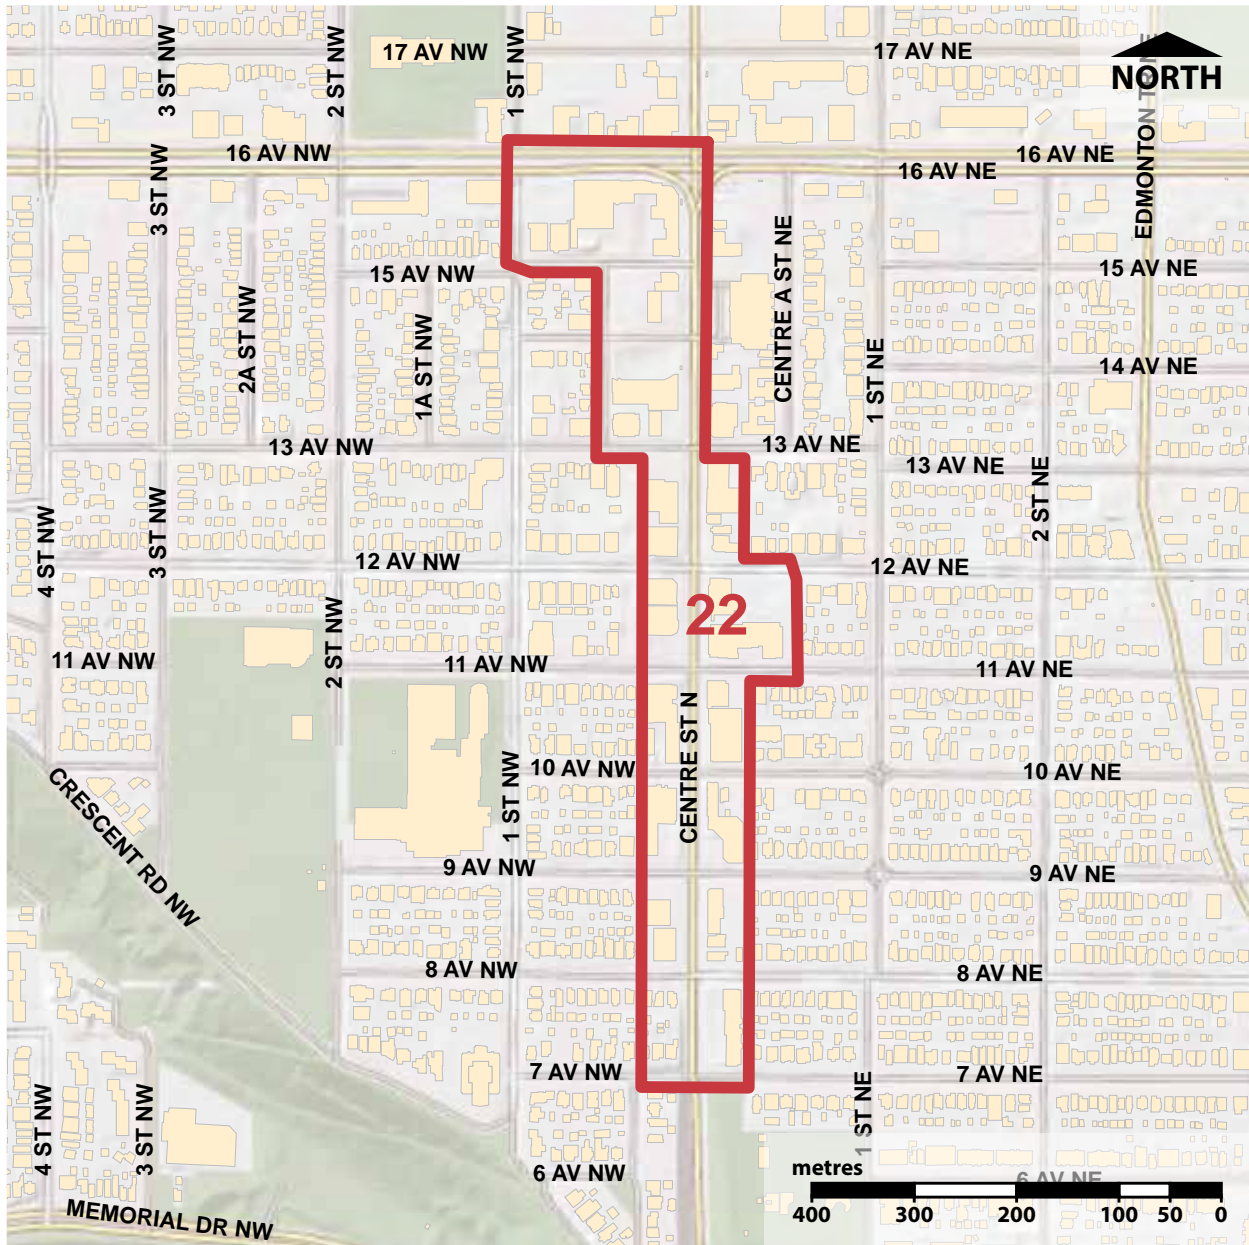 3 ST NW
2 ST NW
17 AV NW
1 ST NW
17 AV NE
NORTH
EDMONTON TR NE
16 AV NW
16 AV NE
16 AV NE
3 ST NW
CENTRE A ST NE
15 AV NW
15 AV NE
2A ST NW
1A ST NW
1 ST NE
14 AV NE
13 AV NW
13 AV NE
13 AV NE
2 ST NE
4 ST NW
3 ST NW
12 AV NW
12 AV NE
22
2 ST NW
11 AV NW
11 AV NW
11 AV NE
CENTRE ST N
10 AV NW
10 AV NE
1 ST NW
CRESCENT RD NW
9 AV NW
9 AV NE
8 AV NW
8 AV NE
7 AV NW
7 AV NE
4 ST NW
3 ST NW
1 ST NE
6 AV NW
6 AV NE
MEMORIAL DR NW
metres
400 300 200 100 50 0